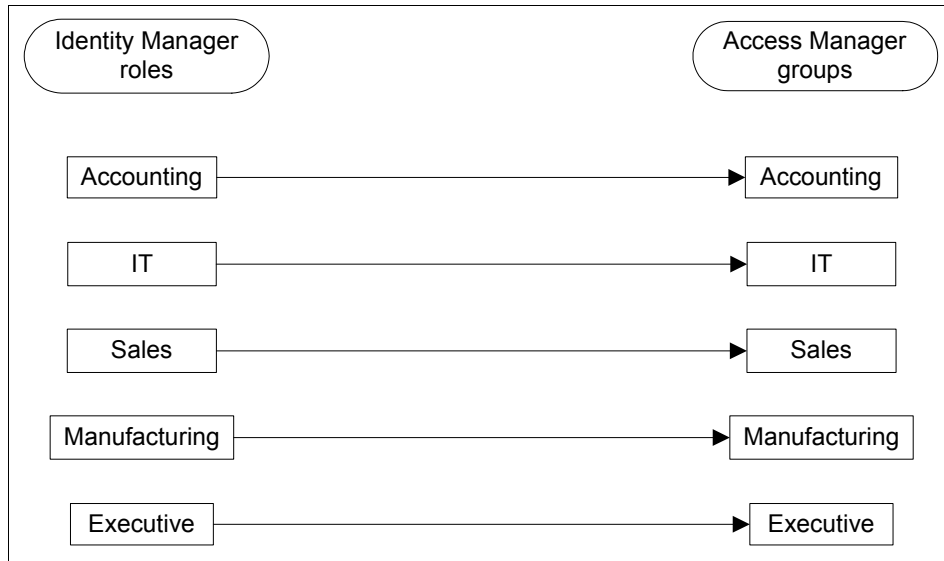 Identity Manager
roles
Access Manager
groups
Accounting
Accounting
IT
IT
Sales
Sales
Manufacturing
Manufacturing
Executive
Executive